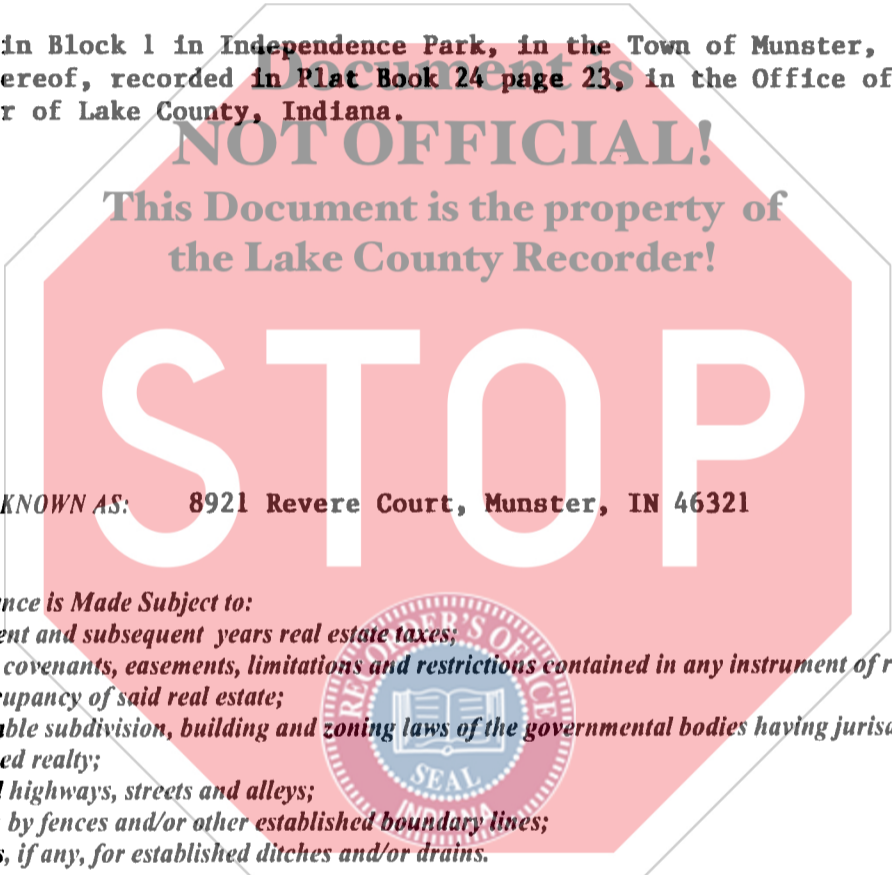 in Block 1 in Independence Park, in the Town of Munster,
ereof, recorded in Plat Book 24 page 23, in the Office of
r of Lake County, Indiana.
Document is
NOT OFFICIAL!
This Document is the property of
the Lake County Recorder!
STOP
KNOWN AS: 8921 Revere Court, Munster, IN 46321
nce is Made Subject to:
ent and subsequent years real estate taxes;
covenants, easements, limitations and restrictions contained in any instrument of r
upancy of said real estate;
able subdivision, building and zoning laws of the governmental bodies having jurisd
ed realty;
highways, streets and alleys;
by fences and/or other established boundary lines;
s, if any, for established ditches and/or drains.
RECORDER'S OFFICE
SEAL
INDIANA